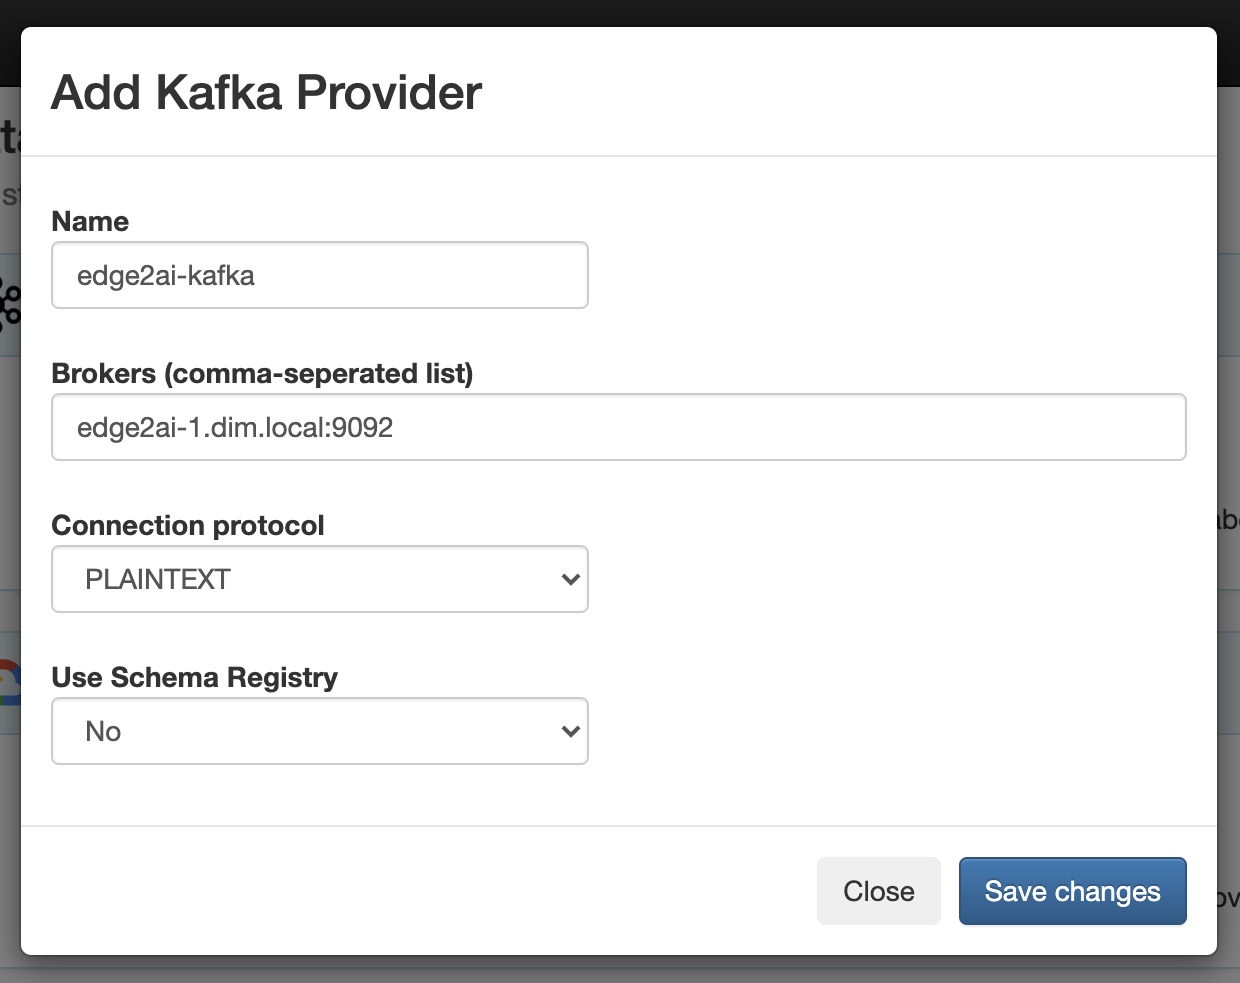 Add Kafka Provider
Name
edge2ai-kafka
Brokers (comma-seperated list)
edge2ai-1.dim.local:9092
Connection protocol
PLAINTEXT
Use Schema Registry
No
Close
Save changes